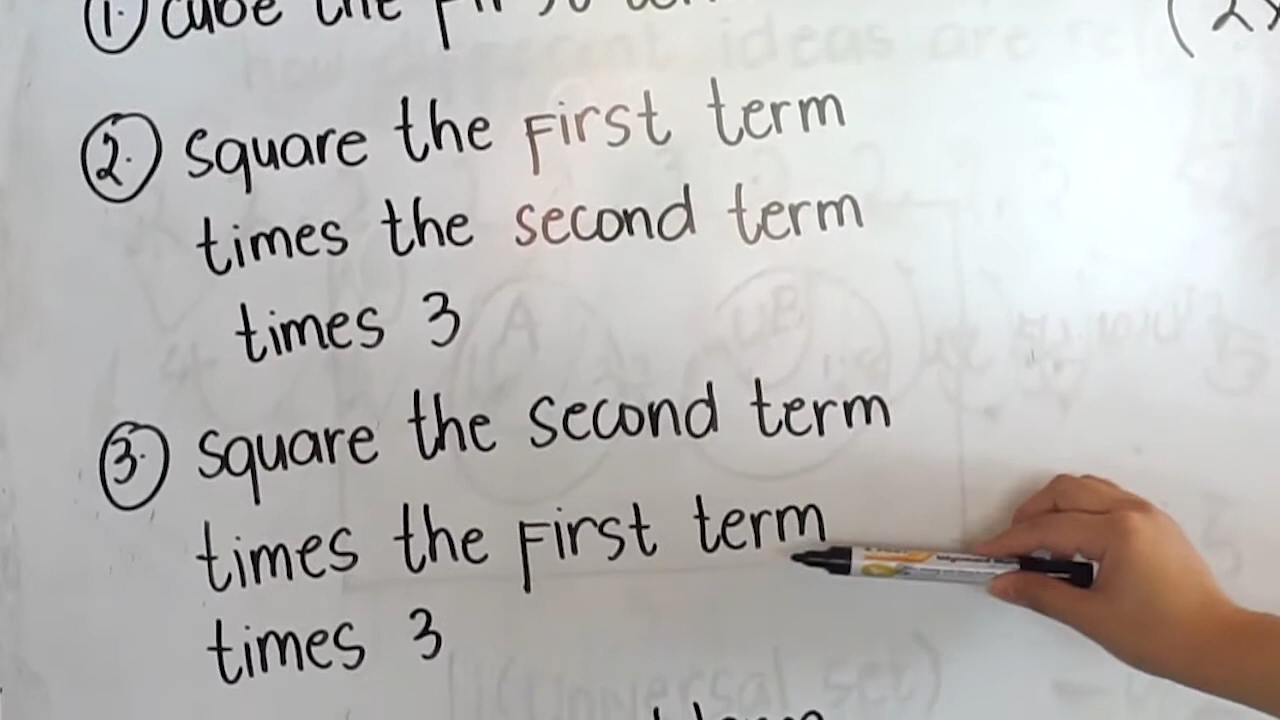 1. cube the first
2. square the First term
times the second term
times 3
3. square the second term
times the First term
times 3